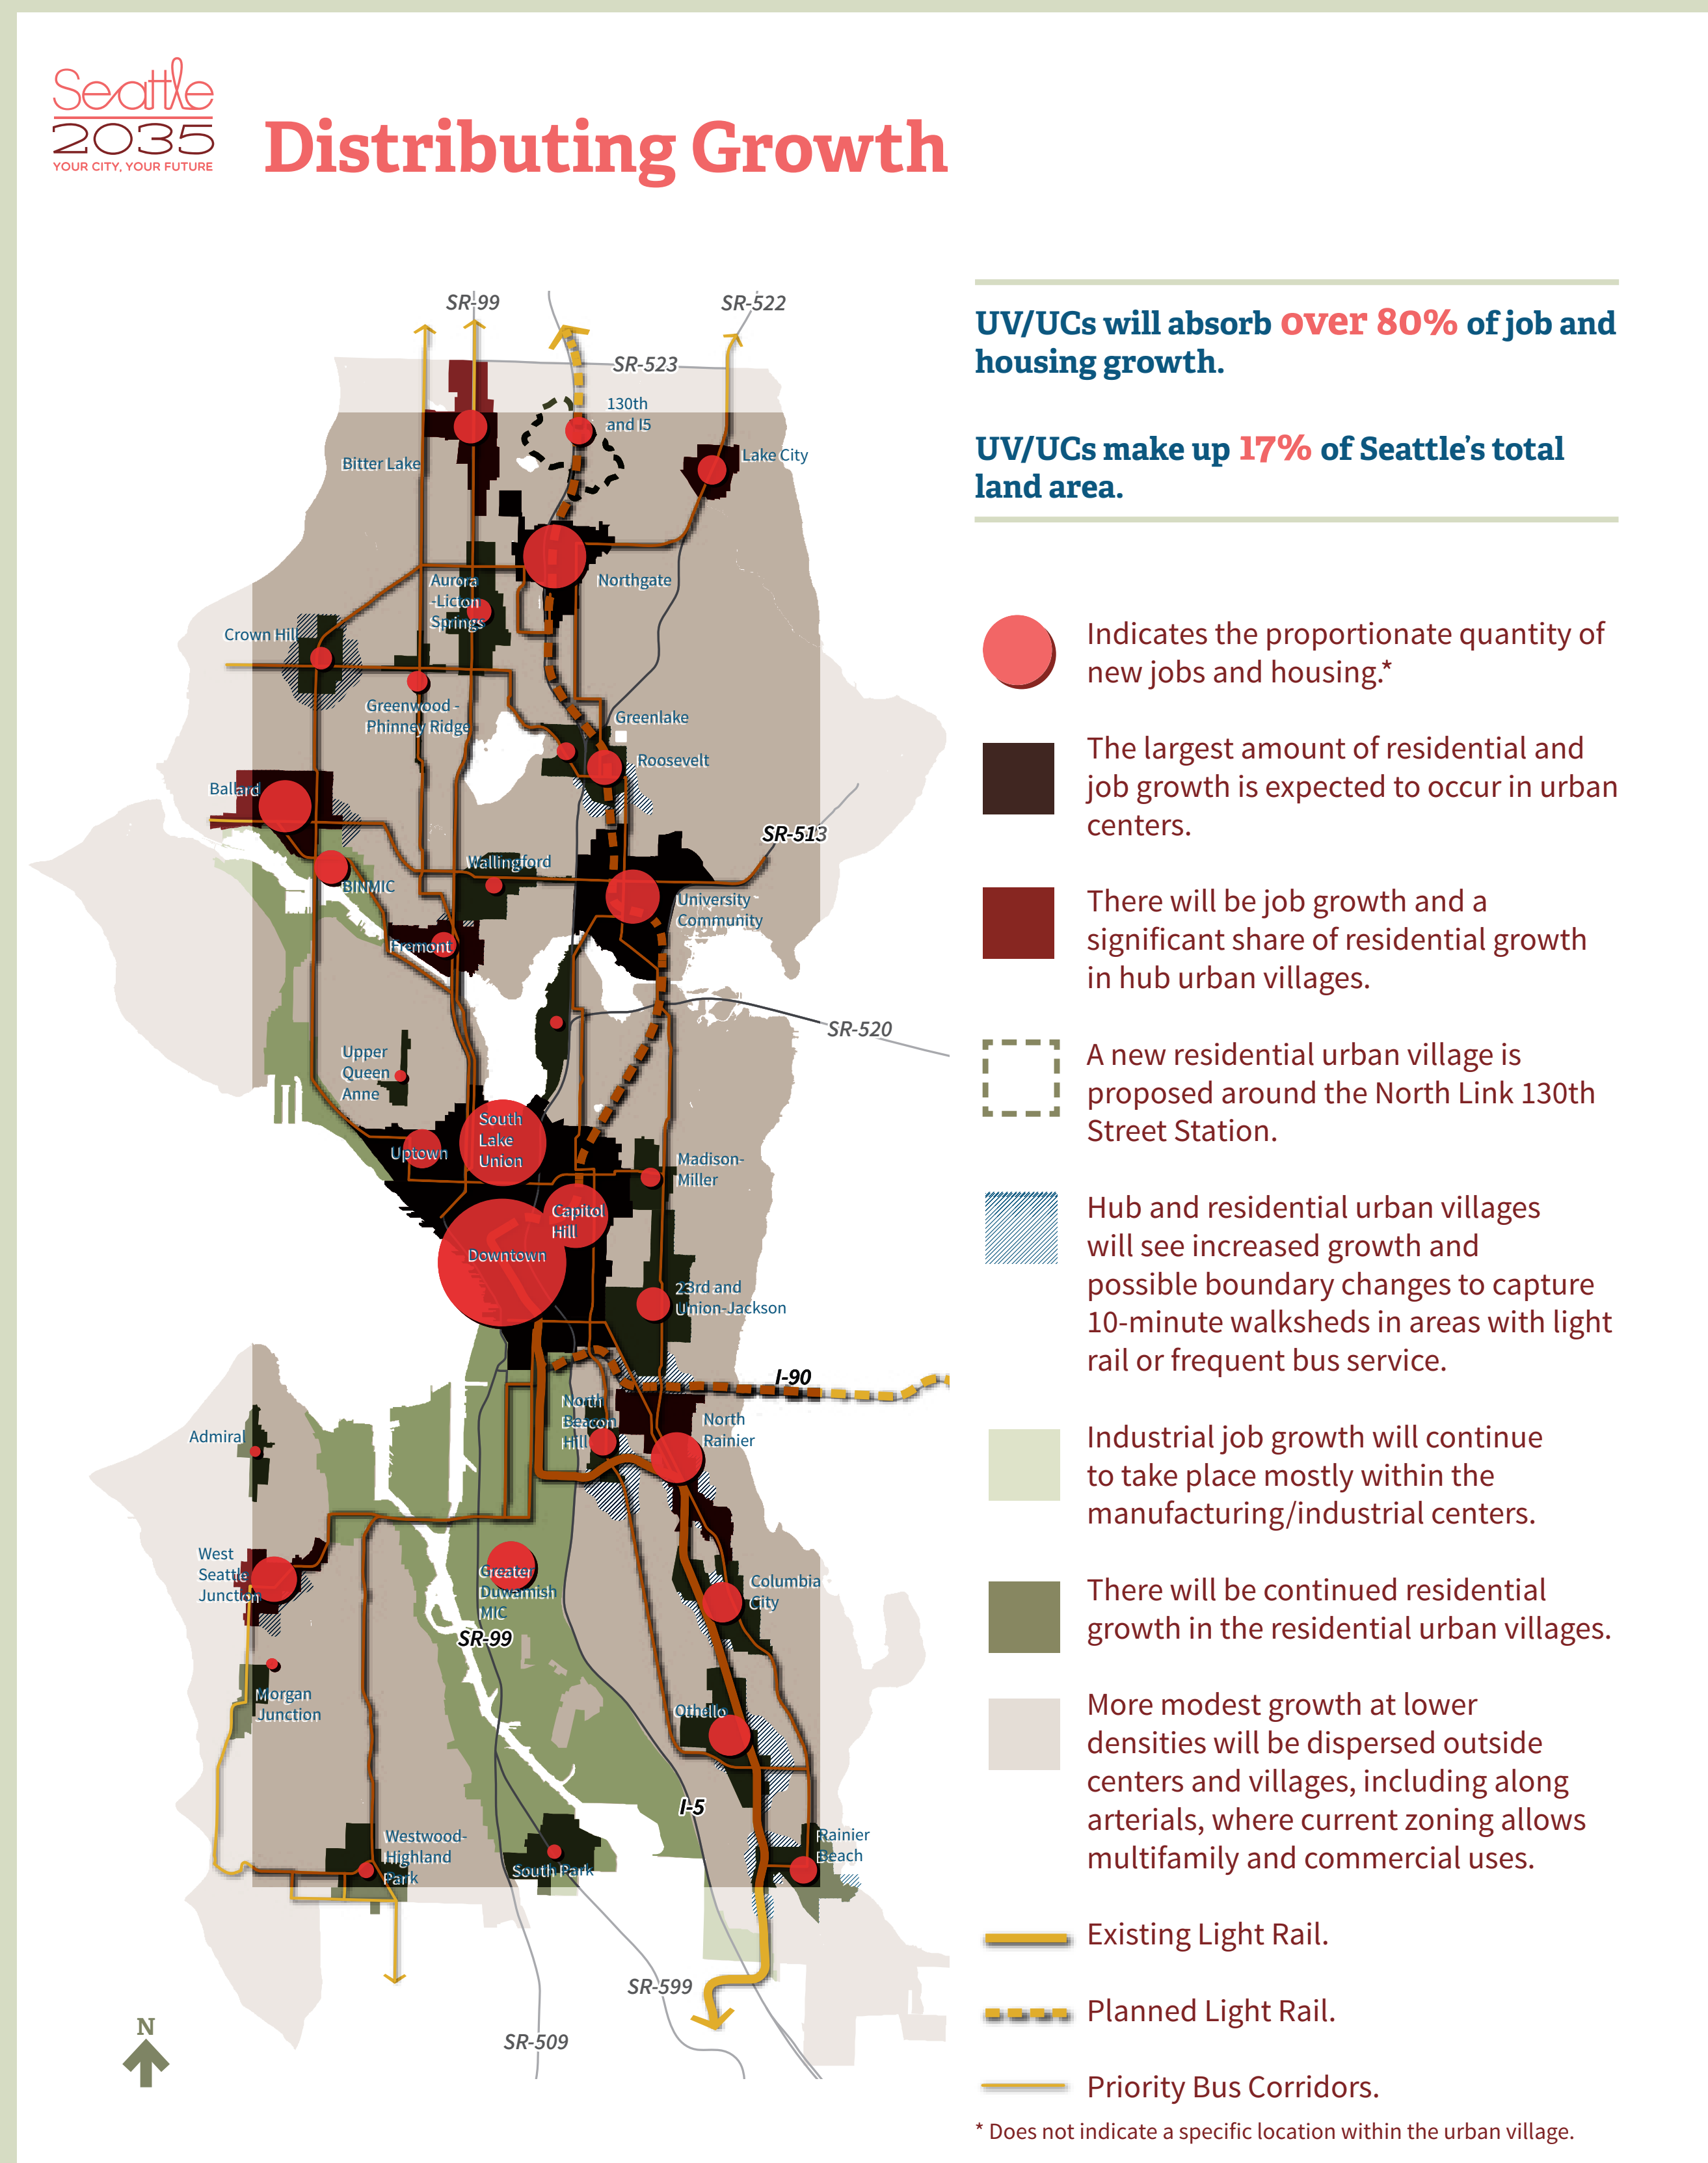 Seattle
2035
YOUR CITY, YOUR FUTURE
Distributing Growth
UV/UCs will absorb over 80% of job and
housing growth.
UV/UCs make up 17% of Seattle's total
land area.
SR-99
SR-522
SR-523
130th
and I5
Bitter Lake
Lake City
Aurora
-Licton
Springs
Northgate
Crown Hill
Greenwood -
Phinney Ridge
Greenlake
Roosevelt
Ballard
SR-513
BINMIC
Wallingford
University
Community
Fremont
SR-520
Upper
Queen
Anne
South
Lake
Union
Uptown
Madison-
Miller
Capitol
Hill
Downtown
23rd and
Union-Jackson
I-90
North
Beacon
Hill
North
Rainier
Admiral
West
Seattle
Junction
Greater
Duwamish
MIC
SR-99
Columbia
City
Morgan
Junction
Othello
I-5
Westwood-
Highland
Park
South Park
Rainier
Beach
SR-599
SR-509
N
Indicates the proportionate quantity of
new jobs and housing.*
The largest amount of residential and
job growth is expected to occur in urban
centers.
There will be job growth and a
significant share of residential growth
in hub urban villages.
A new residential urban village is
proposed around the North Link 130th
Street Station.
Hub and residential urban villages
will see increased growth and
possible boundary changes to capture
10-minute walksheds in areas with light
rail or frequent bus service.
Industrial job growth will continue
to take place mostly within the
manufacturing/industrial centers.
There will be continued residential
growth in the residential urban villages.
More modest growth at lower
densities will be dispersed outside
centers and villages, including along
arterials, where current zoning allows
multifamily and commercial uses.
Existing Light Rail.
Planned Light Rail.
Priority Bus Corridors.
* Does not indicate a specific location within the urban village.